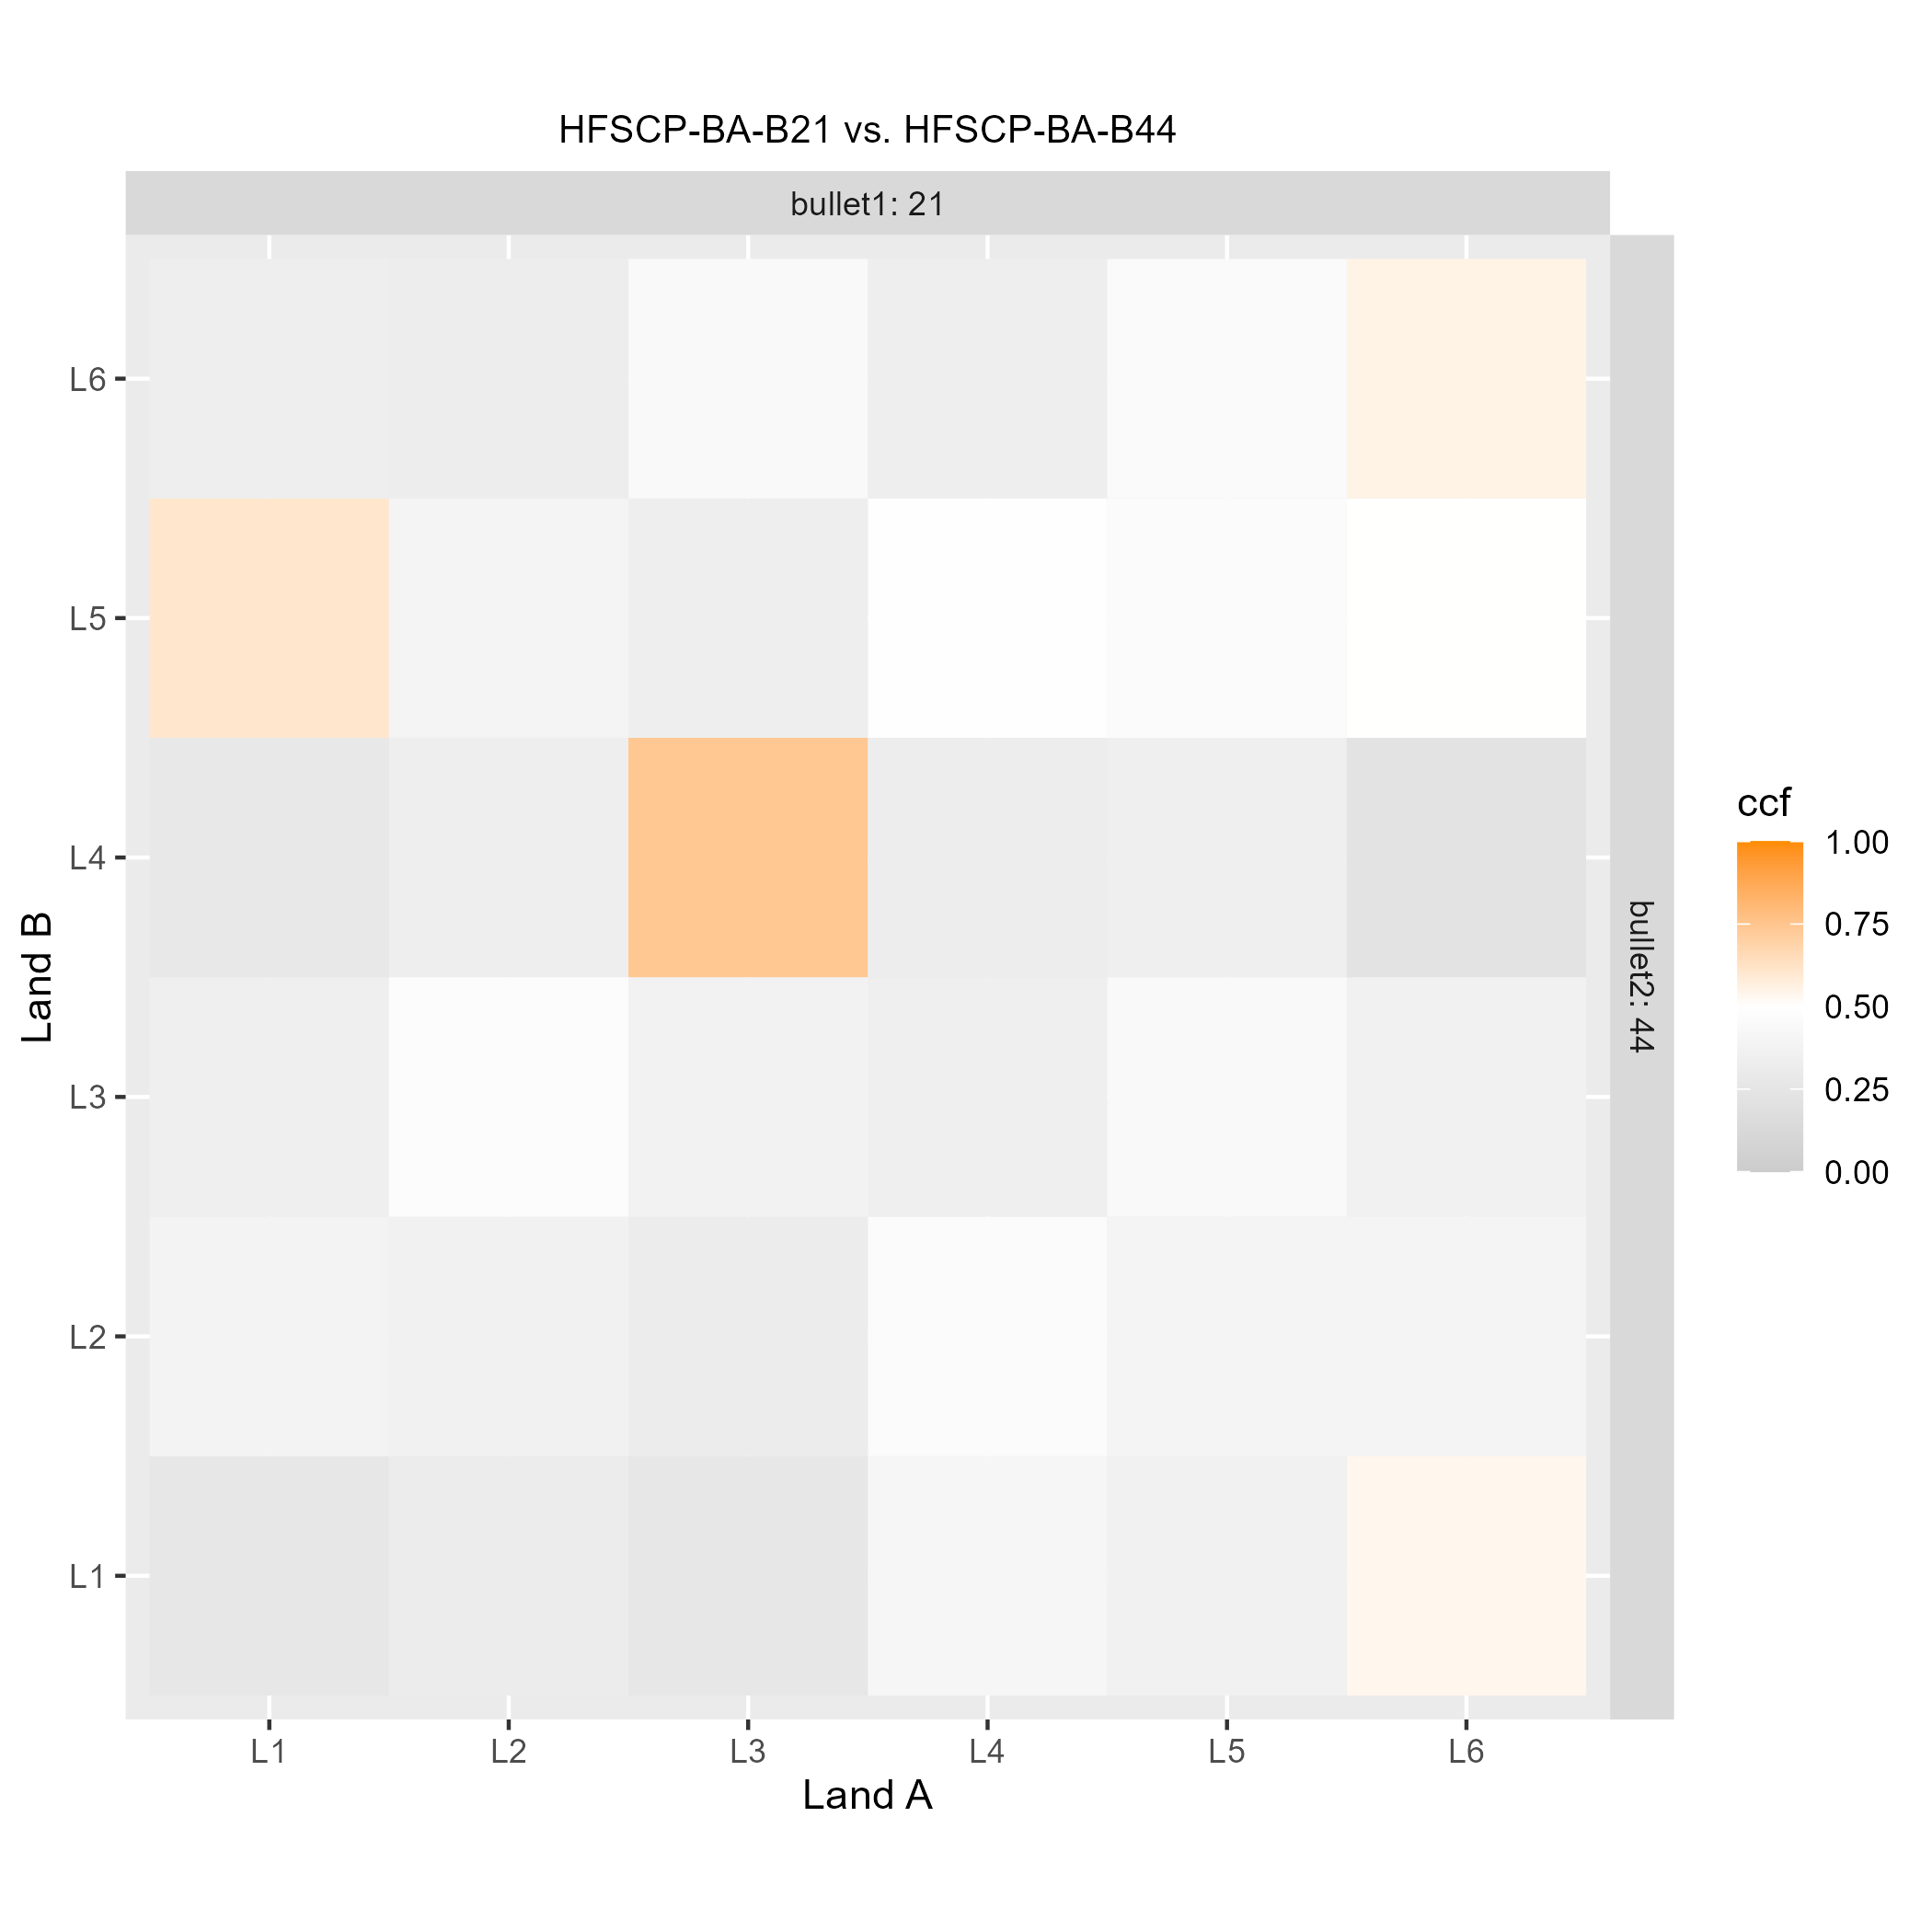 HFSCP-BA-B21 vs. HFSCP-BA-B44
bullet1: 21
L6
L5
L4
L3
L2
L1
Land B
bullet2: 44
ccf
1.00
0.75
0.50
0.25
0.00
L1 L2 L3 L4 L5 L6
Land A